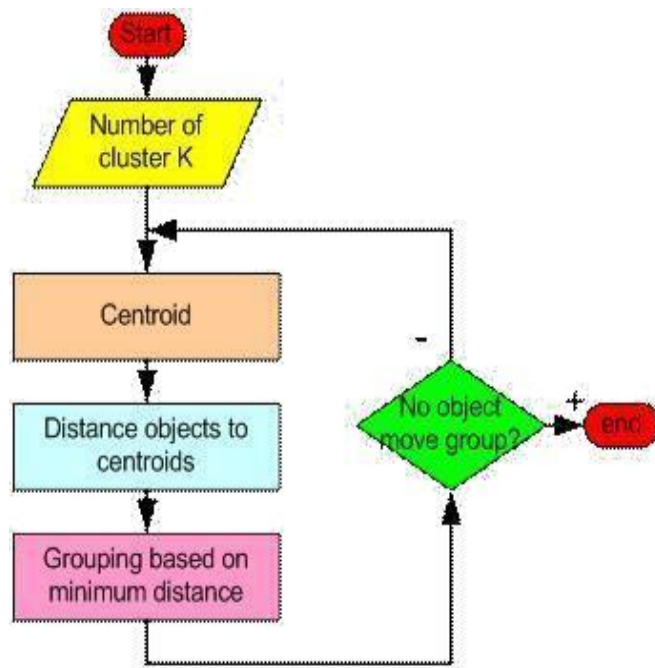 Start
Number of
cluster K
Centroid
Distance objects to
centroids
Grouping based on
minimum distance
-
No object
move group?
+
end